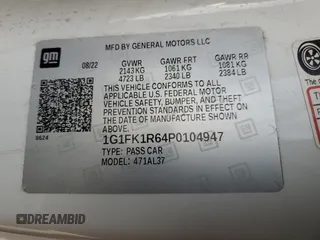 gm
MFD BY GENERAL MOTORS LLC
08/22 GVWR GAWR FRT GAWR RR
2143 KG 1061 KG 1081 KG
4723 LB 2340 LB 2384 LB
THIS VEHICLE CONFORMS TO ALL
APPLICABLE U.S. FEDERAL MOTOR
VEHICLE SAFETY, BUMPER, AND THEFT
PREVENTION STANDARDS IN EFFECT ON
THE DATE OF MANUFACTURE SHOWN ABOVE.
6624
1G1FK1R64P0104947
TYPE: PASS CAR
MODEL: 471AL37
DREAMBID